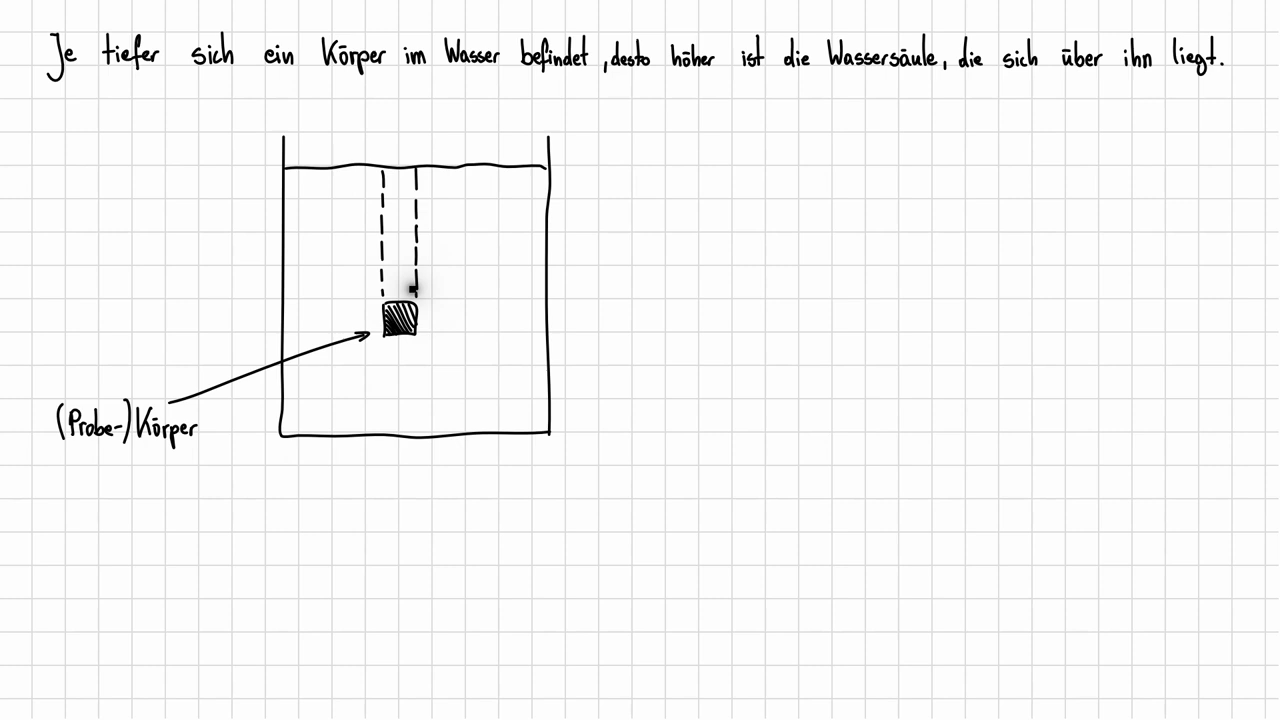 Je tiefer sich ein Körper im Wasser befindet, desto höher ist die Wassersäule, die sich über ihn liegt.
(Probe-) Körper